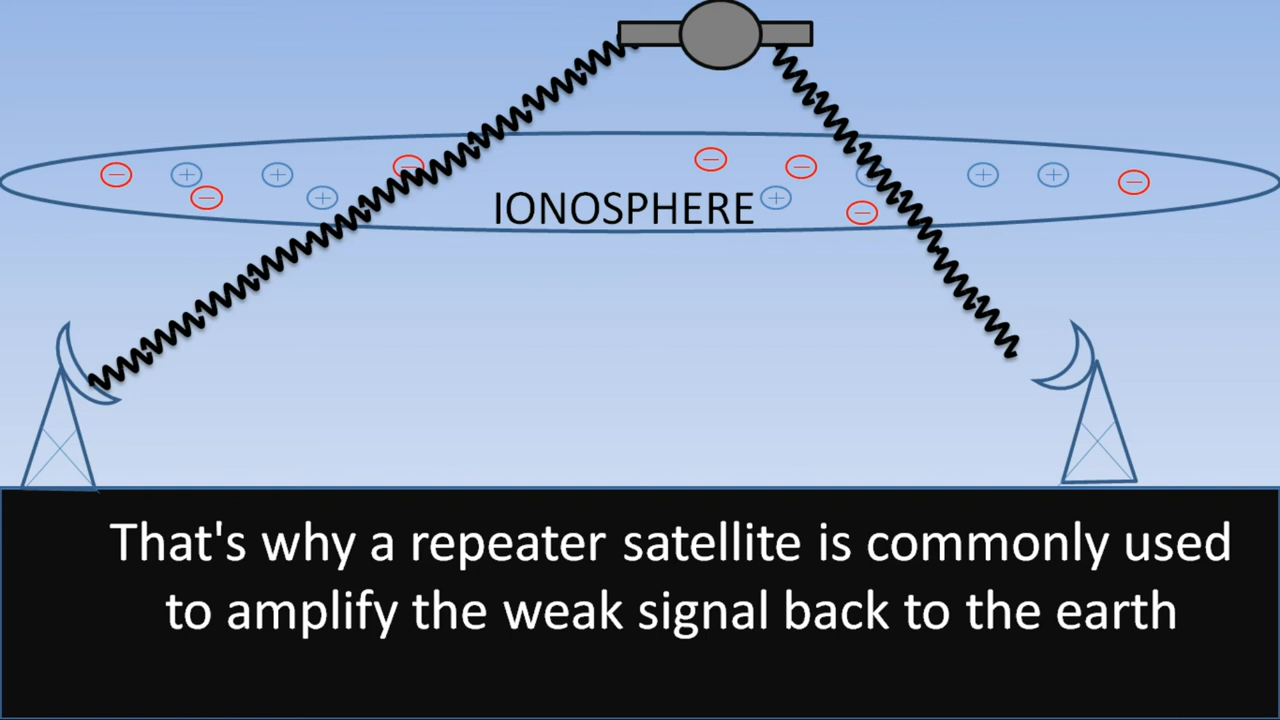 IONOSPHERE
That's why a repeater satellite is commonly used
to amplify the weak signal back to the earth